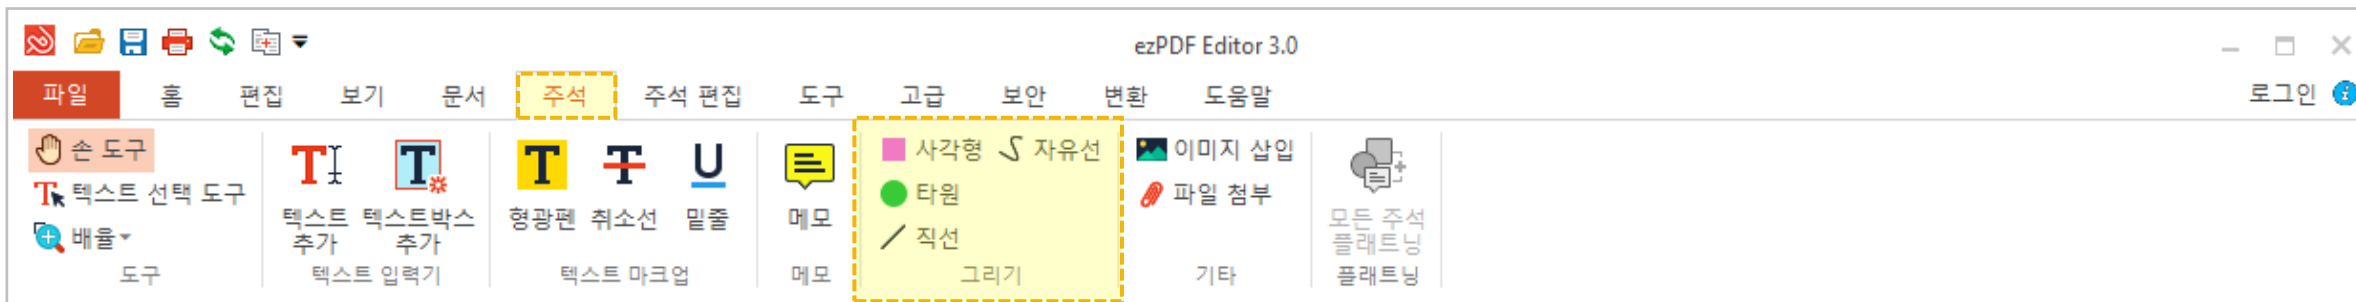 ezPDF Editor 3.0
파일 홈 편집 보기 문서 주석 주석 편집 도구 고급 보안 변환 도움말 로그인
손 도구
텍스트 선택 도구
배율
도구
텍스트
추가
텍스트박스
추가
텍스트 입력기
형광펜 취소선 밑줄
텍스트 마크업
메모
메모
사각형 자유선
타원
직선
그리기
이미지 삽입
파일 첨부
기타
모든 주석
플래트닝
플래트닝